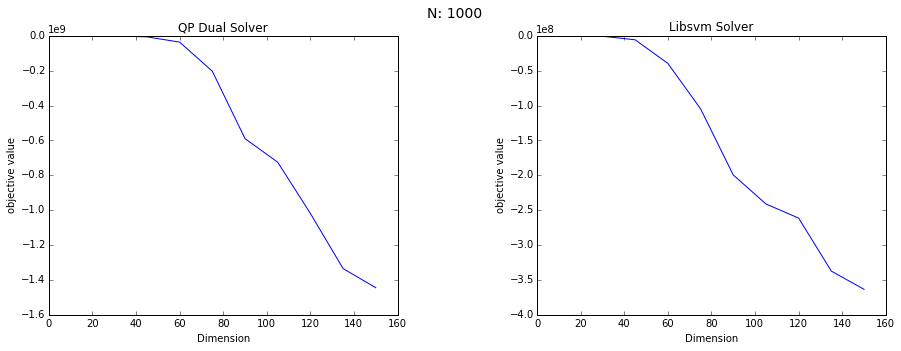 N: 1000
QP Dual Solver
1e9
0.0
−0.2
−0.4
−0.6
−0.8
−1.0
−1.2
−1.4
−1.6
objective value
0 20 40 60 80 100 120 140 160
Dimension
Libsvm Solver
1e8
0.0
−0.5
−1.0
−1.5
−2.0
−2.5
−3.0
−3.5
−4.0
objective value
0 20 40 60 80 100 120 140 160
Dimension